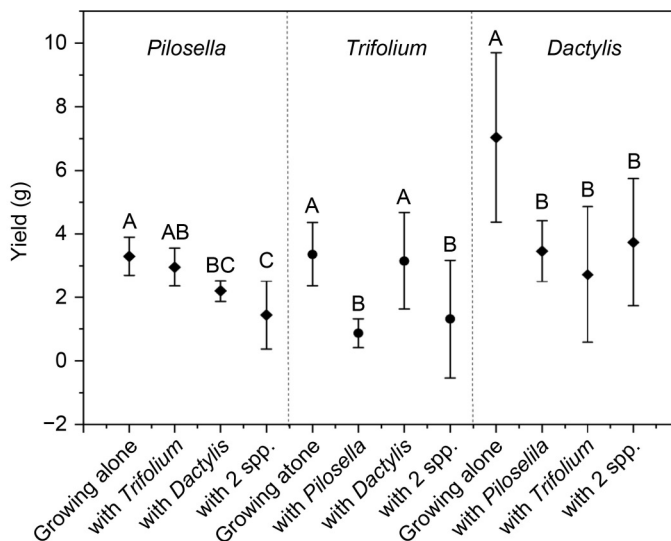 Yield (g)
10
8
6
4
2
0
−2
Pilosella
Trifolium
Dactylis
A
AB
BC
C
A
B
A
B
A
B
B
B
Growing alone
with Trifolium
with Dactylis
with 2 spp.
Growing atone
with Pilosella
with Dactylis
with 2 spp.
Growing alone
with Piloselila
with Trifolium
with 2 spp.